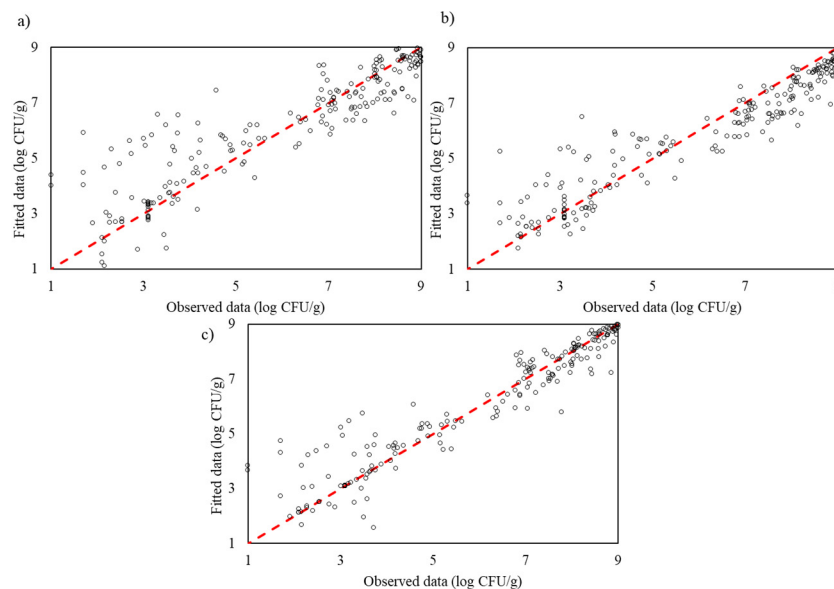 a)
9
7
5
3
1
Fitted data (log CFU/g)
1 3 5 7 9
Observed data (log CFU/g)
b)
9
7
5
3
1
Fitted data (log CFU/g)
1 3 5 7 9
Observed data (log CFU/g)
c)
9
7
5
3
1
Fitted data (log CFU/g)
1 3 5 7 9
Observed data (log CFU/g)